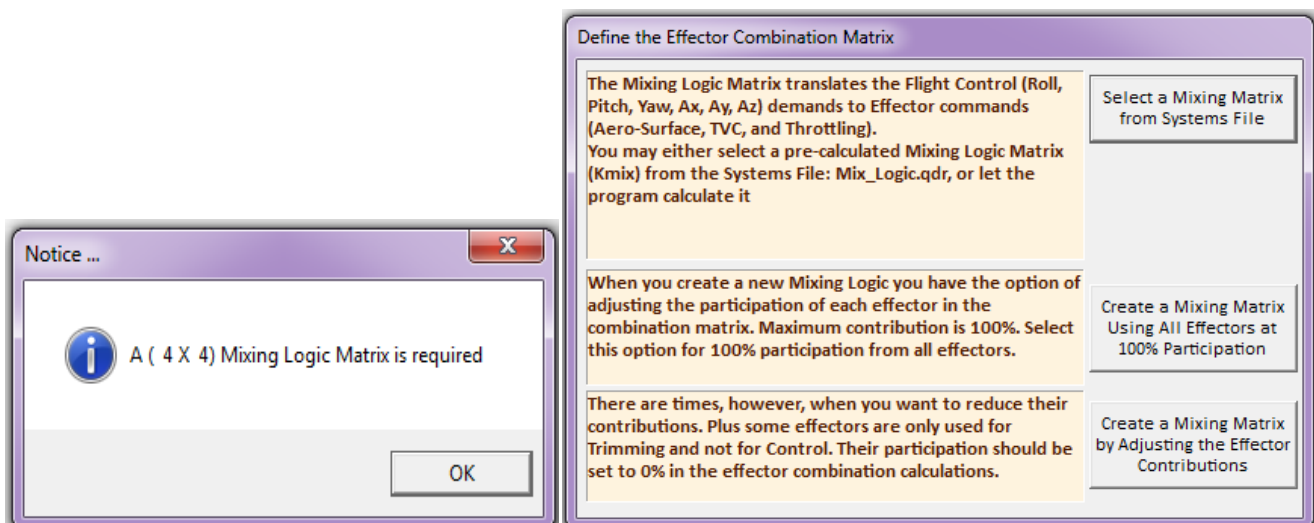 Notice ...
A ( 4 X 4) Mixing Logic Matrix is required
OK
Define the Effector Combination Matrix
The Mixing Logic Matrix translates the Flight Control (Roll,
Pitch, Yaw, Ax, Ay, Az) demands to Effector commands
(Aero-Surface, TVC, and Throttling).
You may either select a pre-calculated Mixing Logic Matrix
(Kmix) from the Systems File: Mix_Logic.qdr, or let the
program calculate it
Select a Mixing Matrix
from Systems File
When you create a new Mixing Logic you have the option of
adjusting the participation of each effector in the
combination matrix. Maximum contribution is 100%. Select
this option for 100% participation from all effectors.
Create a Mixing Matrix
Using All Effectors at
100% Participation
There are times, however, when you want to reduce their
contributions. Plus some effectors are only used for
Trimming and not for Control. Their participation should be
set to 0% in the effector combination calculations.
Create a Mixing Matrix
by Adjusting the Effector
Contributions